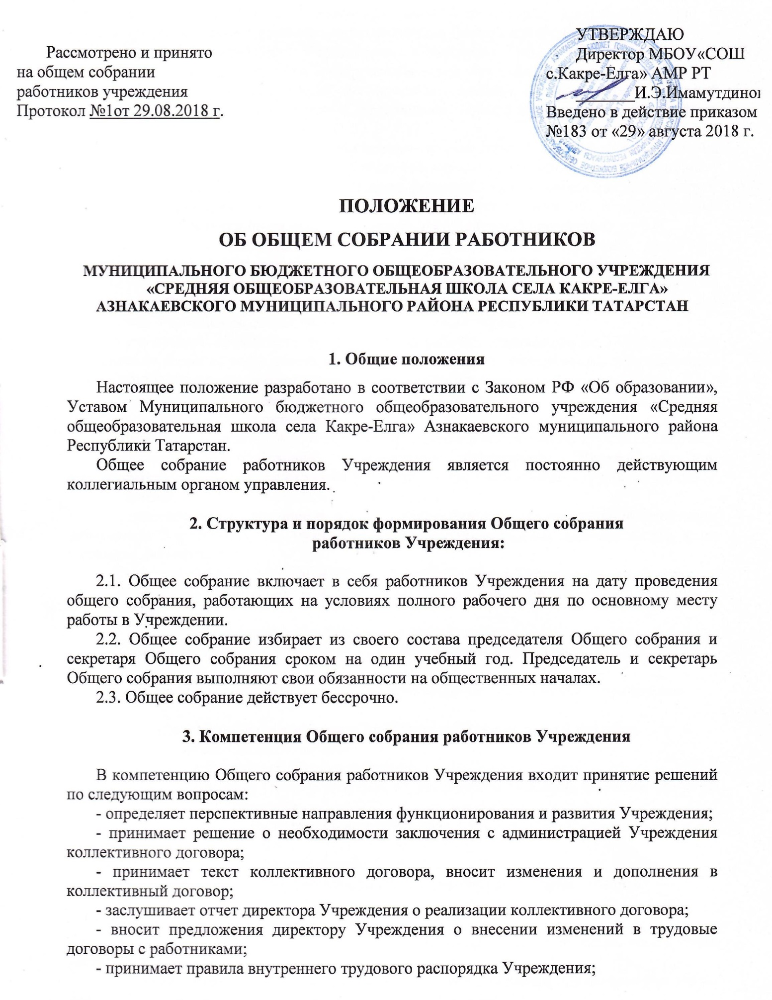 Рассмотрено и принято
на общем собрании
работников учреждения
Протокол №1от 29.08.2018 г.
УТВЕРЖДАЮ
Директор МБОУ«СОШ
с.Какре-Елга» АМР РТ
________И.Э.Имамутдинов
Введено в действие приказом
№183 от «29» августа 2018 г.
ПОЛОЖЕНИЕ
ОБ ОБЩЕМ СОБРАНИИ РАБОТНИКОВ
МУНИЦИПАЛЬНОГО БЮДЖЕТНОГО ОБЩЕОБРАЗОВАТЕЛЬНОГО УЧРЕЖДЕНИЯ
«СРЕДНЯЯ ОБЩЕОБРАЗОВАТЕЛЬНАЯ ШКОЛА СЕЛА КАКРЕ-ЕЛГА»
АЗНАКАЕВСКОГО МУНИЦИПАЛЬНОГО РАЙОНА РЕСПУБЛИКИ ТАТАРСТАН
1. Общие положения
Настоящее положение разработано в соответствии с Законом РФ «Об образовании»,
Уставом Муниципального бюджетного общеобразовательного учреждения «Средняя
общеобразовательная школа села Какре-Елга» Азнакаевского муниципального района
Республики Татарстан.
Общее собрание работников Учреждения является постоянно действующим
коллегиальным органом управления.
2. Структура и порядок формирования Общего собрания
работников Учреждения:
2.1. Общее собрание включает в себя работников Учреждения на дату проведения
общего собрания, работающих на условиях полного рабочего дня по основному месту
работы в Учреждении.
2.2. Общее собрание избирает из своего состава председателя Общего собрания и
секретаря Общего собрания сроком на один учебный год. Председатель и секретарь
Общего собрания выполняют свои обязанности на общественных началах.
2.3. Общее собрание действует бессрочно.
3. Компетенция Общего собрания работников Учреждения
В компетенцию Общего собрания работников Учреждения входит принятие решений
по следующим вопросам:
- определяет перспективные направления функционирования и развития Учреждения;
- принимает решение о необходимости заключения с администрацией Учреждения
коллективного договора;
- принимает текст коллективного договора, вносит изменения и дополнения в
коллективный договор;
- заслушивает отчет директора Учреждения о реализации коллективного договора;
- вносит предложения директору Учреждения о внесении изменений в трудовые
договоры с работниками;
- принимает правила внутреннего трудового распорядка Учреждения;